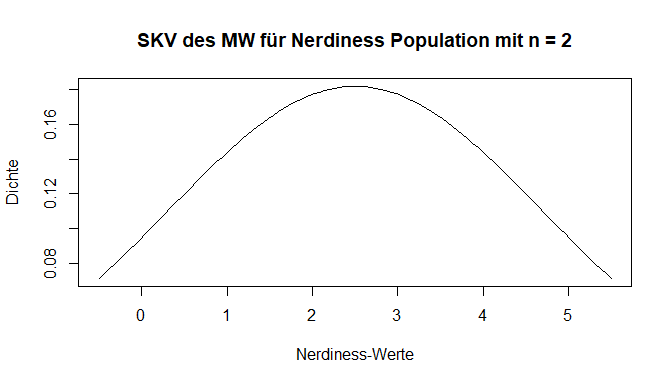 SKV des MW für Nerdiness Population mit n = 2
Dichte
0.16
0.12
0.08
0 1 2 3 4 5
Nerdiness-Werte